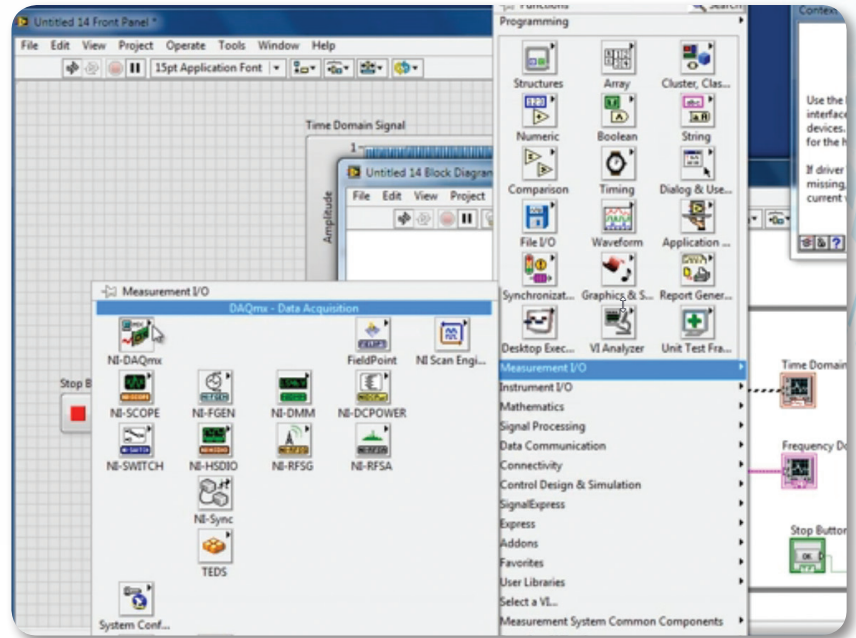 Untitled 14 Front Panel *
File Edit View Project Operate Tools Window Help
15pt Application Font
Time Domain Signal
1
Amplitude
Untitled 14 Block Diagram
File Edit View Project
Stop B
Measurement I/O
DAQmx - Data Acquisition
NI-DAQmx FieldPoint NI Scan Engi...
NI-SCOPE NI-FGEN NI-DMM NI-DCPOWER
NI-SWITCH NI-HSDIO NI-RFSG NI-RFSA
NI-Sync
TEDS
System Conf...
Functions Search
Programming
Structures Array Cluster, Clas...
Numeric Boolean String
Comparison Timing Dialog & Use...
File I/O Waveform Application ...
Synchronizat... Graphics & S... Report Gener...
Desktop Exec... VI Analyzer Unit Test Fra...
Measurement I/O
Instrument I/O
Mathematics
Signal Processing
Data Communication
Connectivity
Control Design & Simulation
SignalExpress
Express
Addons
Favorites
User Libraries
Select a VI...
Measurement System Common Components
Context
Use the
interface
devices.
for the h
If driver
missing,
current
Time Domain
Frequency Do
Stop Button
OK